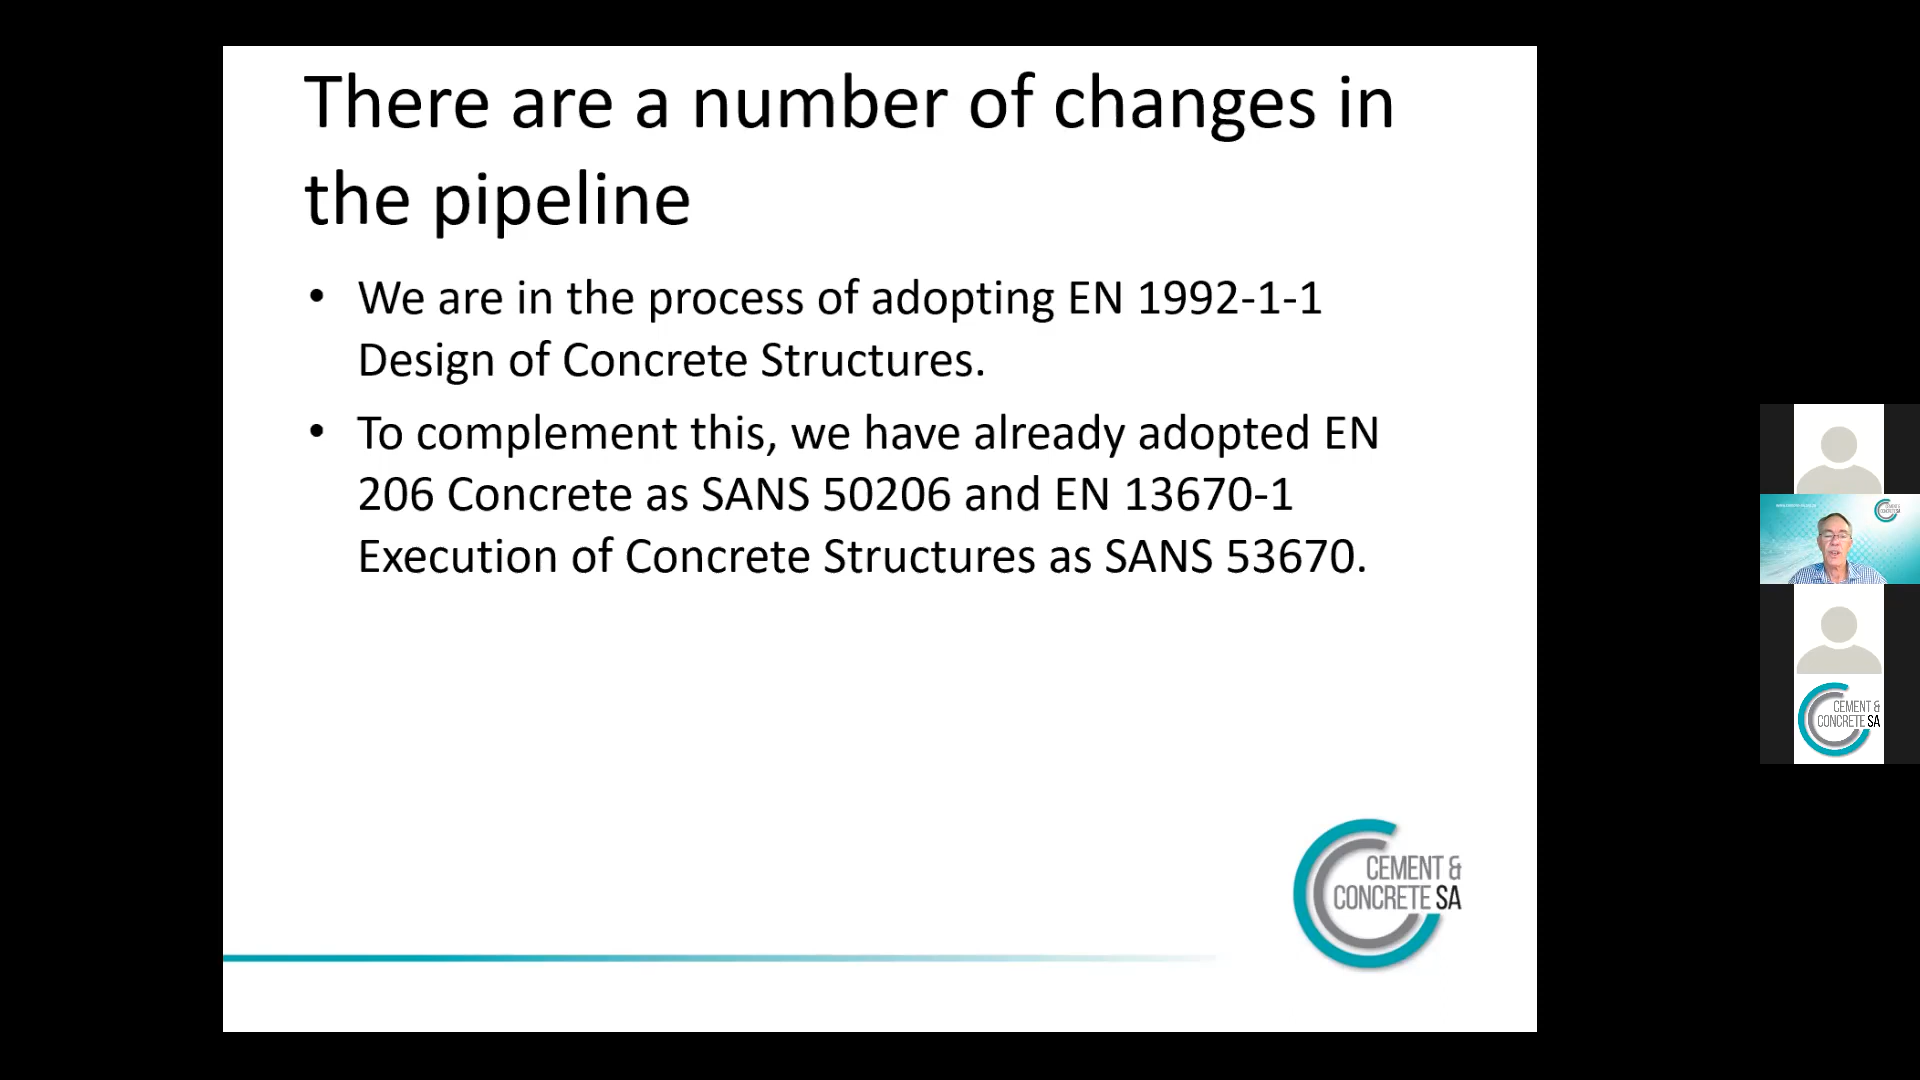 There are a number of changes in
the pipeline
• We are in the process of adopting EN 1992-1-1
Design of Concrete Structures.
• To complement this, we have already adopted EN
206 Concrete as SANS 50206 and EN 13670-1
Execution of Concrete Structures as SANS 53670.
CEMENT &
CONCRETE SA
CEMENT &
CONCRETE SA